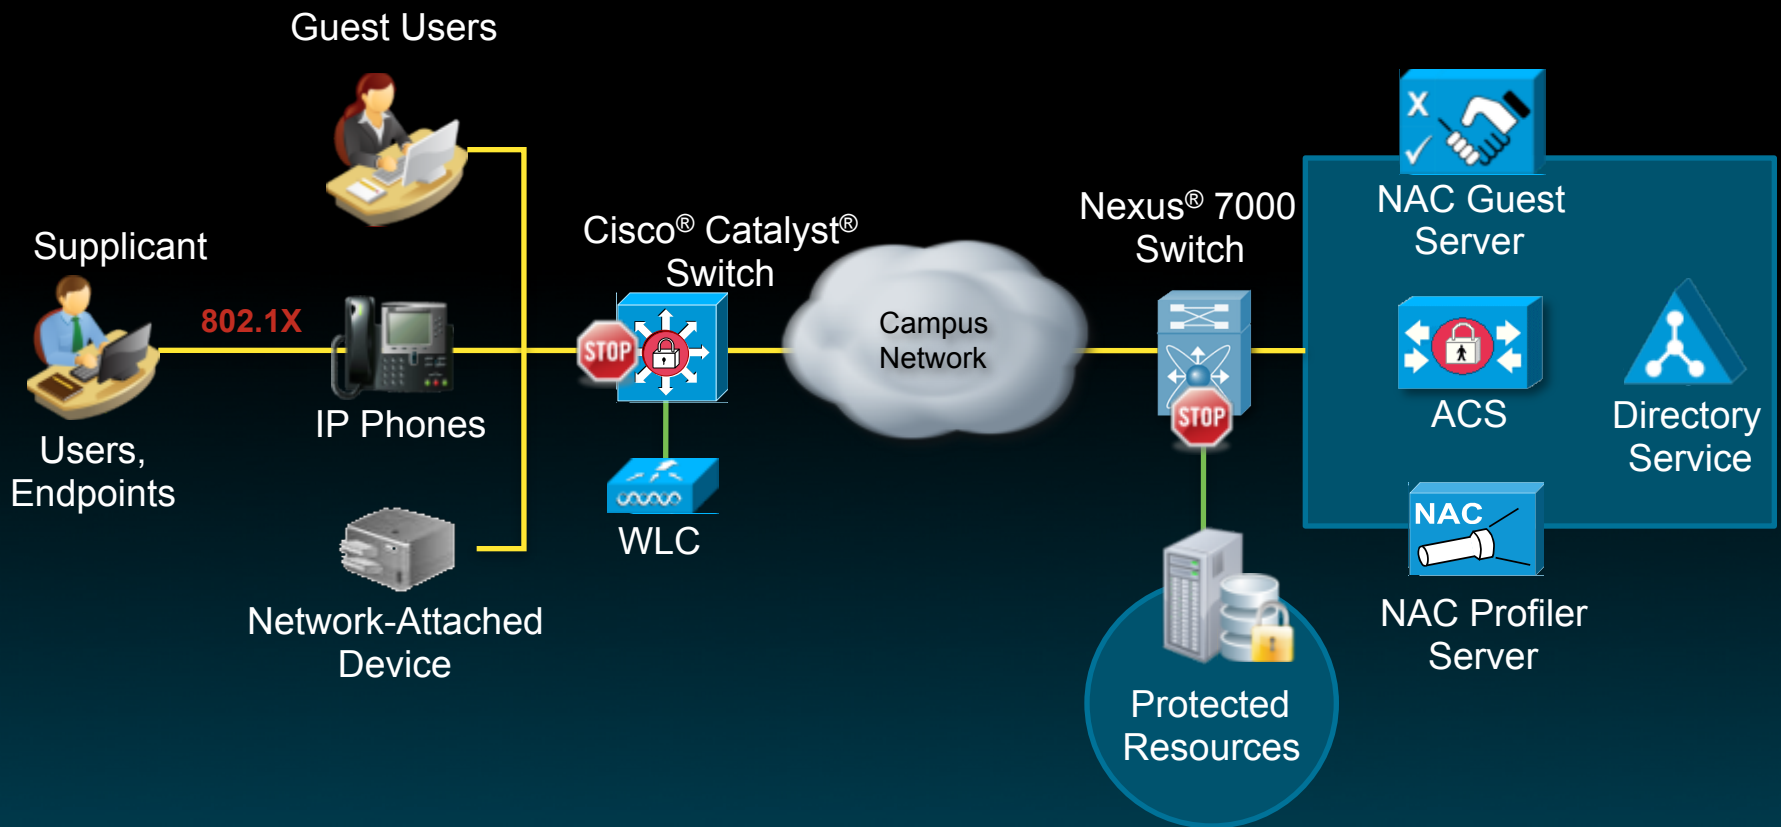 Guest Users
Supplicant
802.1X
Users,
Endpoints
IP Phones
Network-Attached
Device
Cisco® Catalyst®
Switch
STOP
WLC
Campus
Network
Nexus® 7000
Switch
STOP
Protected
Resources
X
NAC Guest
Server
ACS
Directory
Service
NAC
NAC Profiler
Server